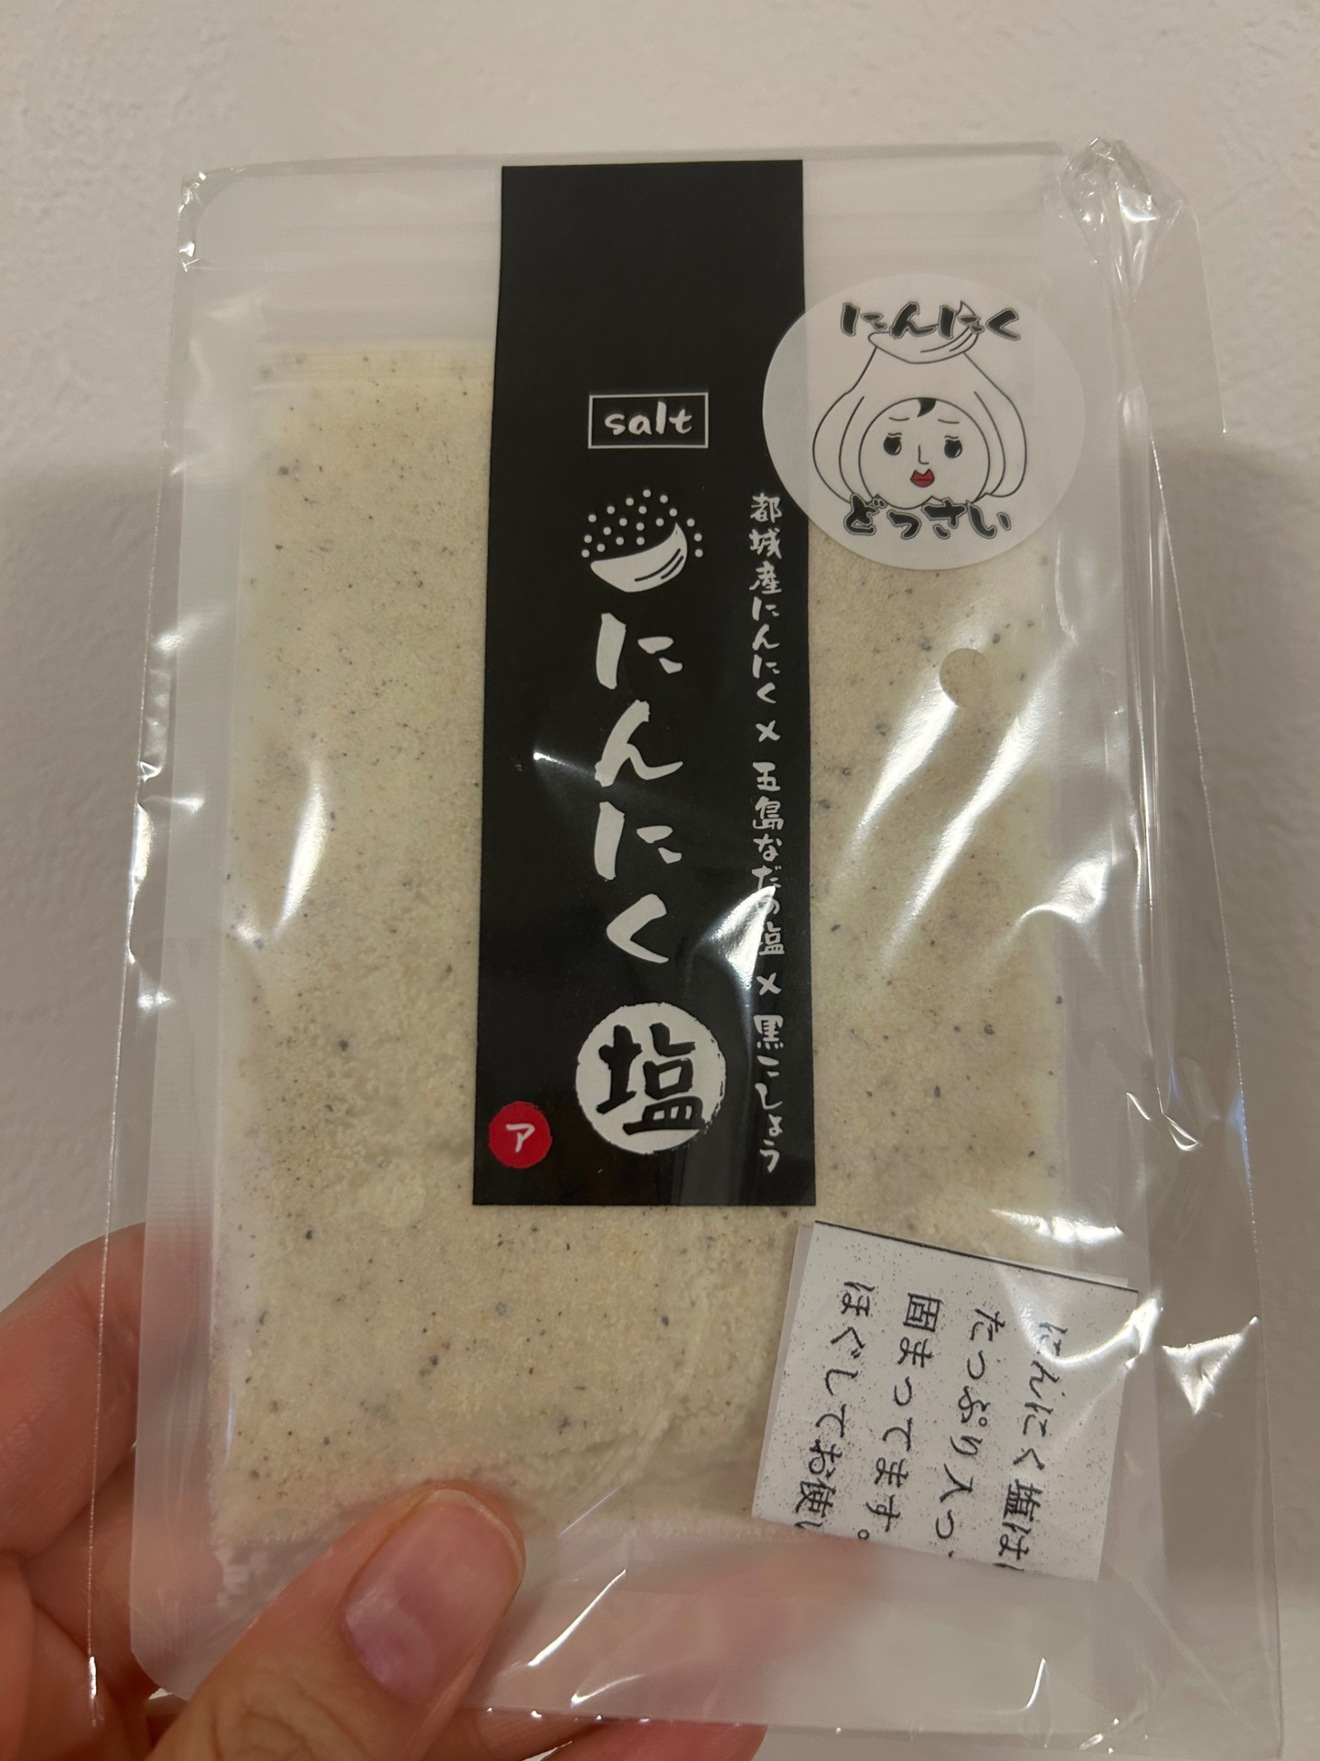 にんにく
どっさい
salt
都城産にんにく×五島なだの塩×黒こしょう
にんにく塩
ア
にんにく塩は
たっぷり入っ
固まってます。
ほぐしてお使い